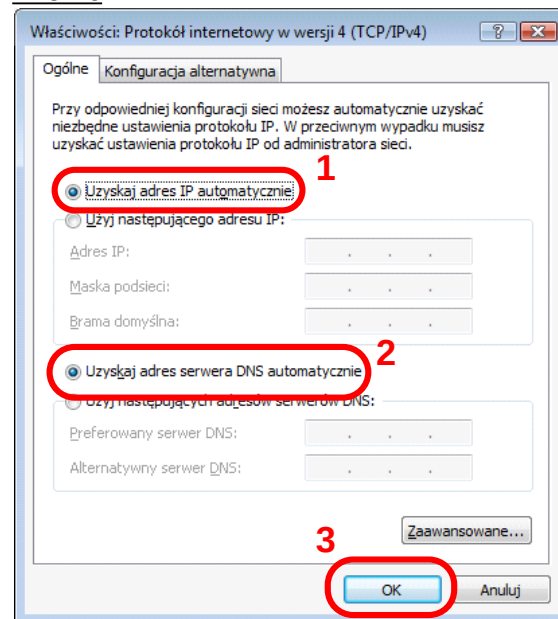 Właściwości: Protokół internetowy w wersji 4 (TCP/IPv4)
Ogólne Konfiguracja alternatywna
Przy odpowiedniej konfiguracji sieci możesz automatycznie uzyskać
niezbędne ustawienia protokołu IP. W przeciwnym wypadku musisz
uzyskać ustawienia protokołu IP od administratora sieci.
1
Uzyskaj adres IP automatycznie
Użyj następującego adresu IP:
Adres IP:
Maska podsieci:
Brama domyślna:
2
Uzyskaj adres serwera DNS automatycznie
Użyj następujących adresów serwerów DNS:
Preferowany serwer DNS:
Alternatywny serwer DNS:
Zaawansowane...
3
OK Anuluj